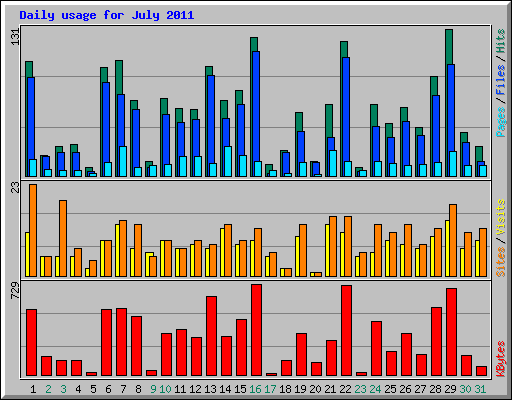 Daily usage for July 2011
131
Pages / Files / Hits
23
Sites / Visits
729
KBytes
1 2 3 4 5 6 7 8 9 10 11 12 13 14 15 16 17 18 19 20 21 22 23 24 25 26 27 28 29 30 31